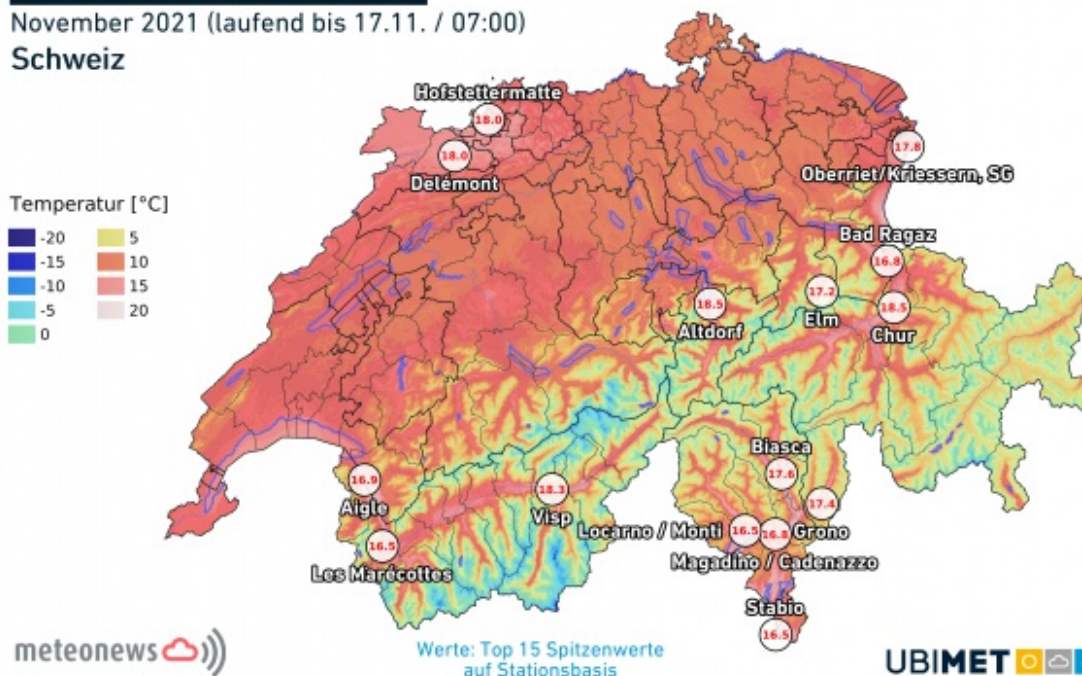 November 2021 (laufend bis 17.11. / 07:00)
Schweiz
Hofstettermatte
18.0
18.0
Delémont
17.8
Oberriet/Kriessern, SG
Temperatur [°C]
-20 5
-15 10
-10 15
-5 20
0
Bad Ragaz
16.8
17.2
Elm
18.5
Altdorf
18.5
Chur
Biasca
17.6
17.4
Grono
16.9
Aigle
18.3
Visp
Locarno / Monti
16.5
16.8
Magadino / Cadenazzo
16.5
Les Marécottes
Stabio
16.5
meteonews
Werte: Top 15 Spitzenwerte
auf Stationsbasis
UBIMET